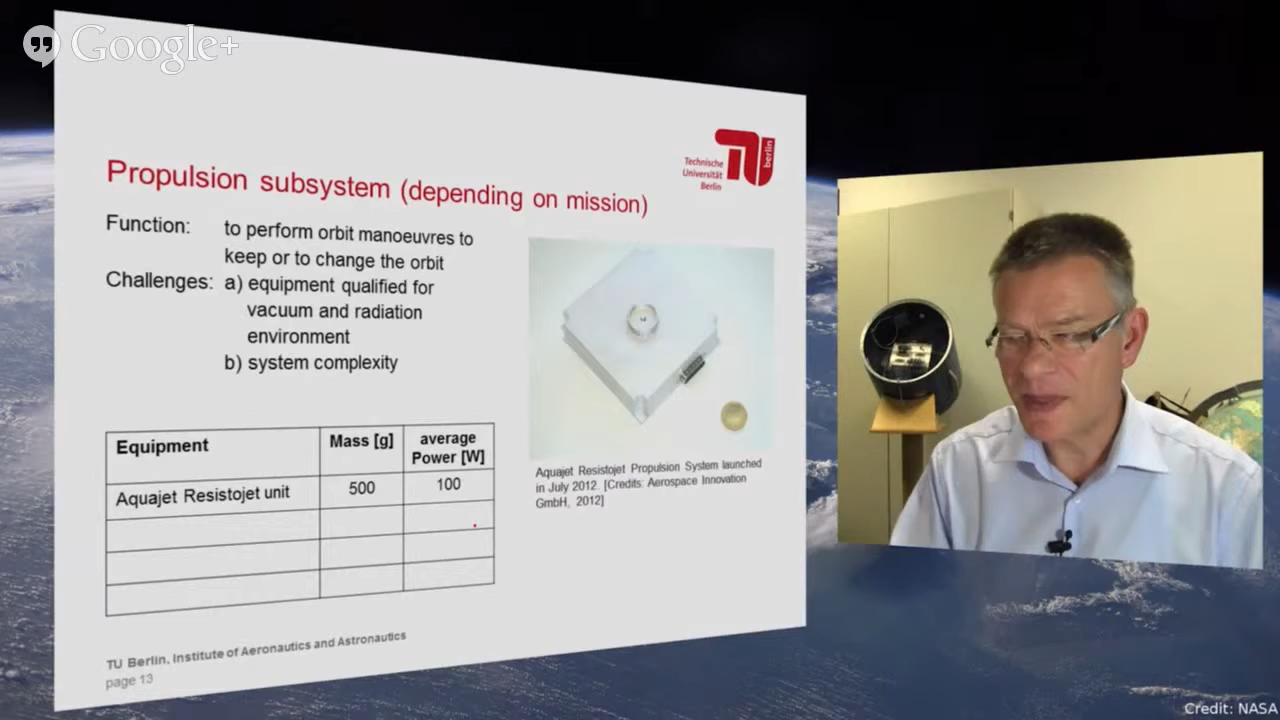 Google+
Technische
Universität
Berlin
berlin
Propulsion subsystem (depending on mission)
Function: to perform orbit manoeuvres to
keep or to change the orbit
Challenges: a) equipment qualified for
vacuum and radiation
environment
b) system complexity
Equipment Mass [g] average
Power [W]
Aquajet Resistojet unit 500 100
Aquajet Resistojet Propulsion System launched
in July 2012. [Credits: Aerospace Innovation
GmbH, 2012]
TU Berlin, Institute of Aeronautics and Astronautics
page 13
Credit: NASA